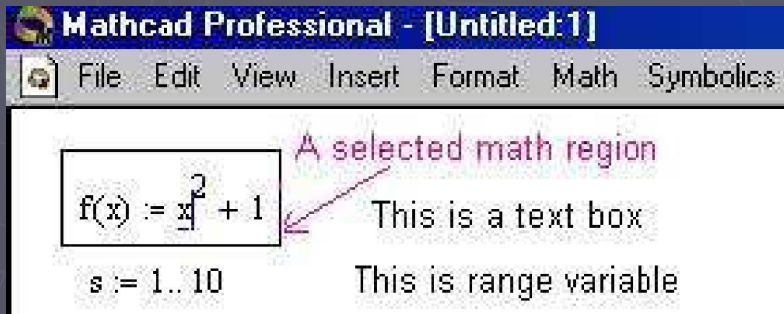 Mathcad Professional - [Untitled:1]
File Edit View Insert Format Math Symbolics
A selected math region
f(x) := x² + 1
This is a text box
s := 1.. 10
This is range variable